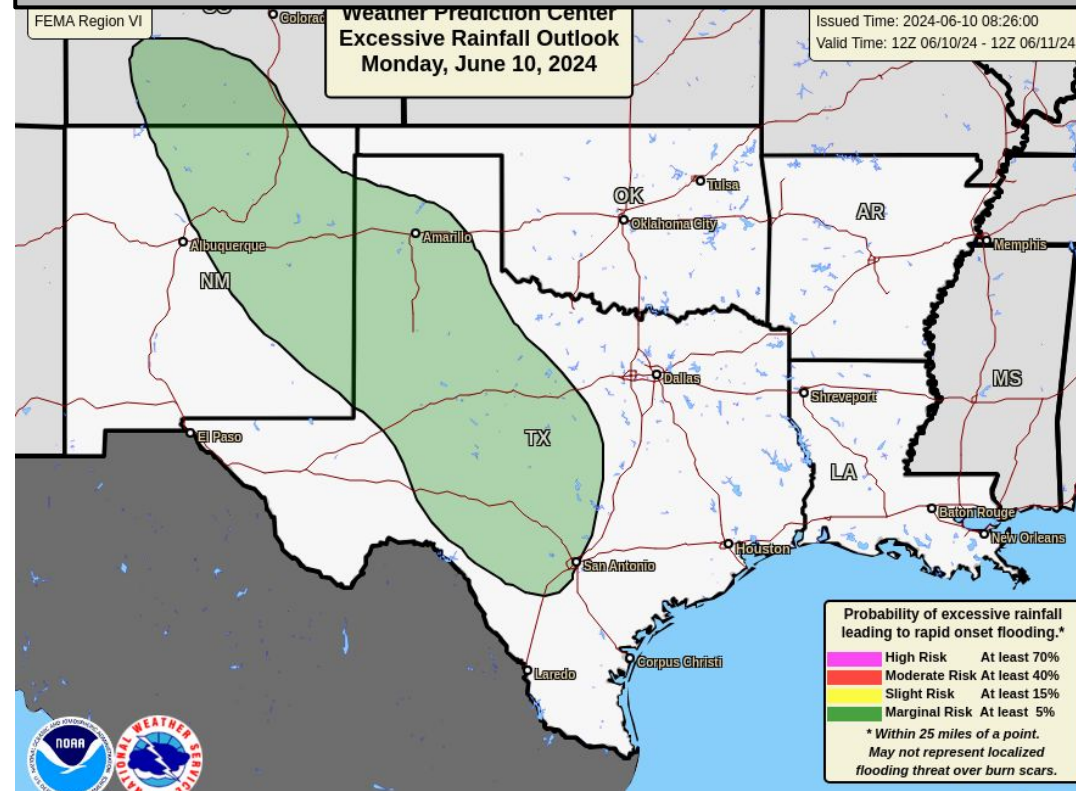 FEMA Region VI
Weather Prediction Center
Excessive Rainfall Outlook
Monday, June 10, 2024
Issued Time: 2024-06-10 08:26:00
Valid Time: 12Z 06/10/24 - 12Z 06/11/24
Colorad
Tulsa
OK
Oklahoma City
AR
Amarillo
Albuquerque
Memphis
NM
Dallas
MS
Shreveport
El Paso
TX
LA
Baton Rouge
New Orleans
Houston
San Antonio
Corpus Christi
Laredo
Probability of excessive rainfall
leading to rapid onset flooding.*
High Risk At least 70%
Moderate Risk At least 40%
Slight Risk At least 15%
Marginal Risk At least 5%
* Within 25 miles of a point.
May not represent localized
flooding threat over burn scars.
NOAA
NATIONAL WEATHER SERVICE